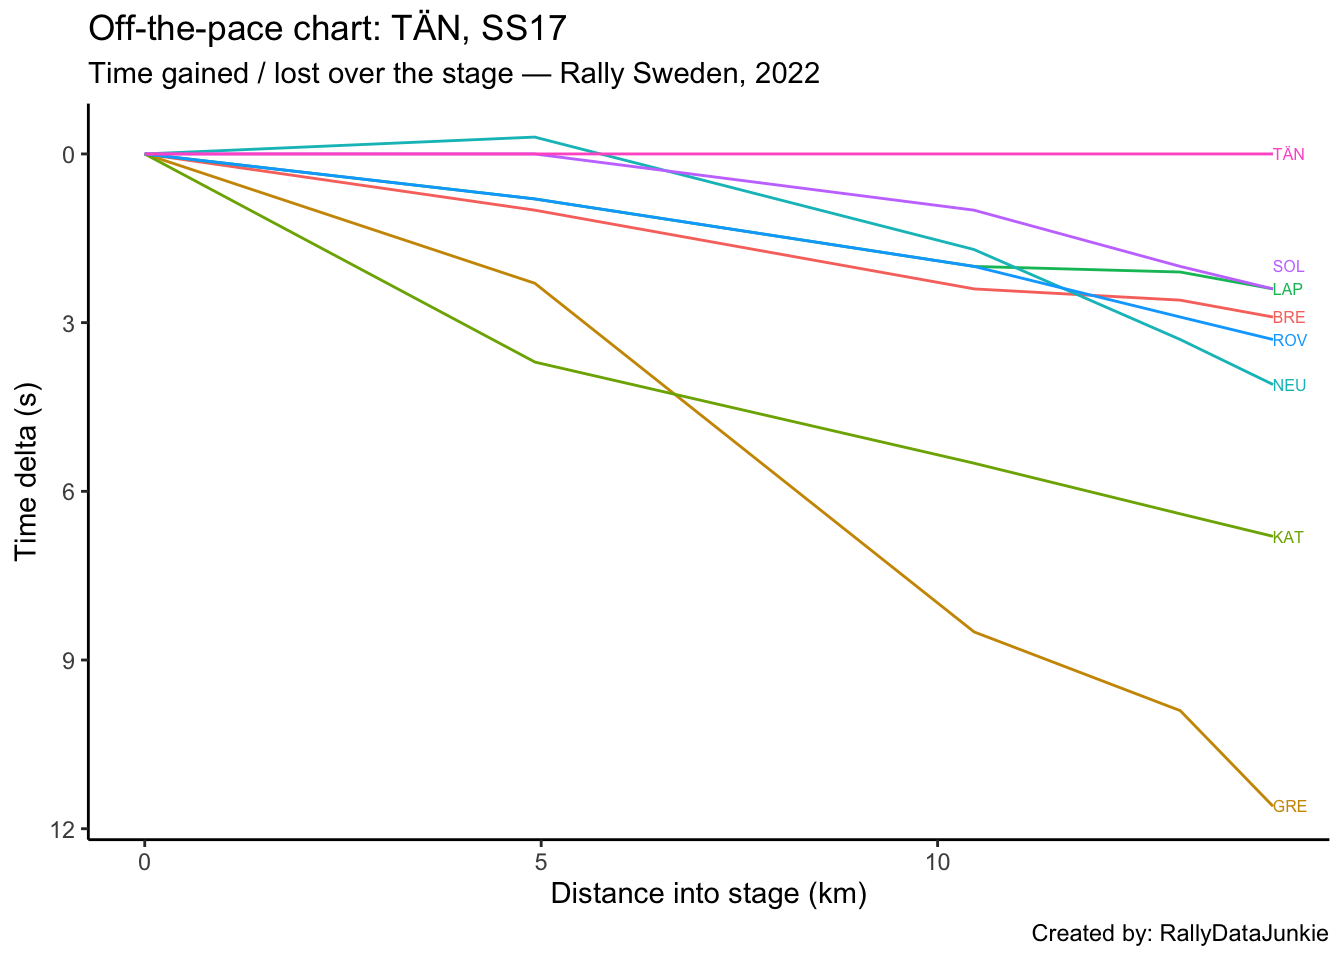 Off-the-pace chart: TÄN, SS17
Time gained / lost over the stage — Rally Sweden, 2022
0
3
6
9
12
Time delta (s)
TÄN
SOL
LAP
BRE
ROV
NEU
KAT
GRE
0 5 10
Distance into stage (km)
Created by: RallyDataJunkie